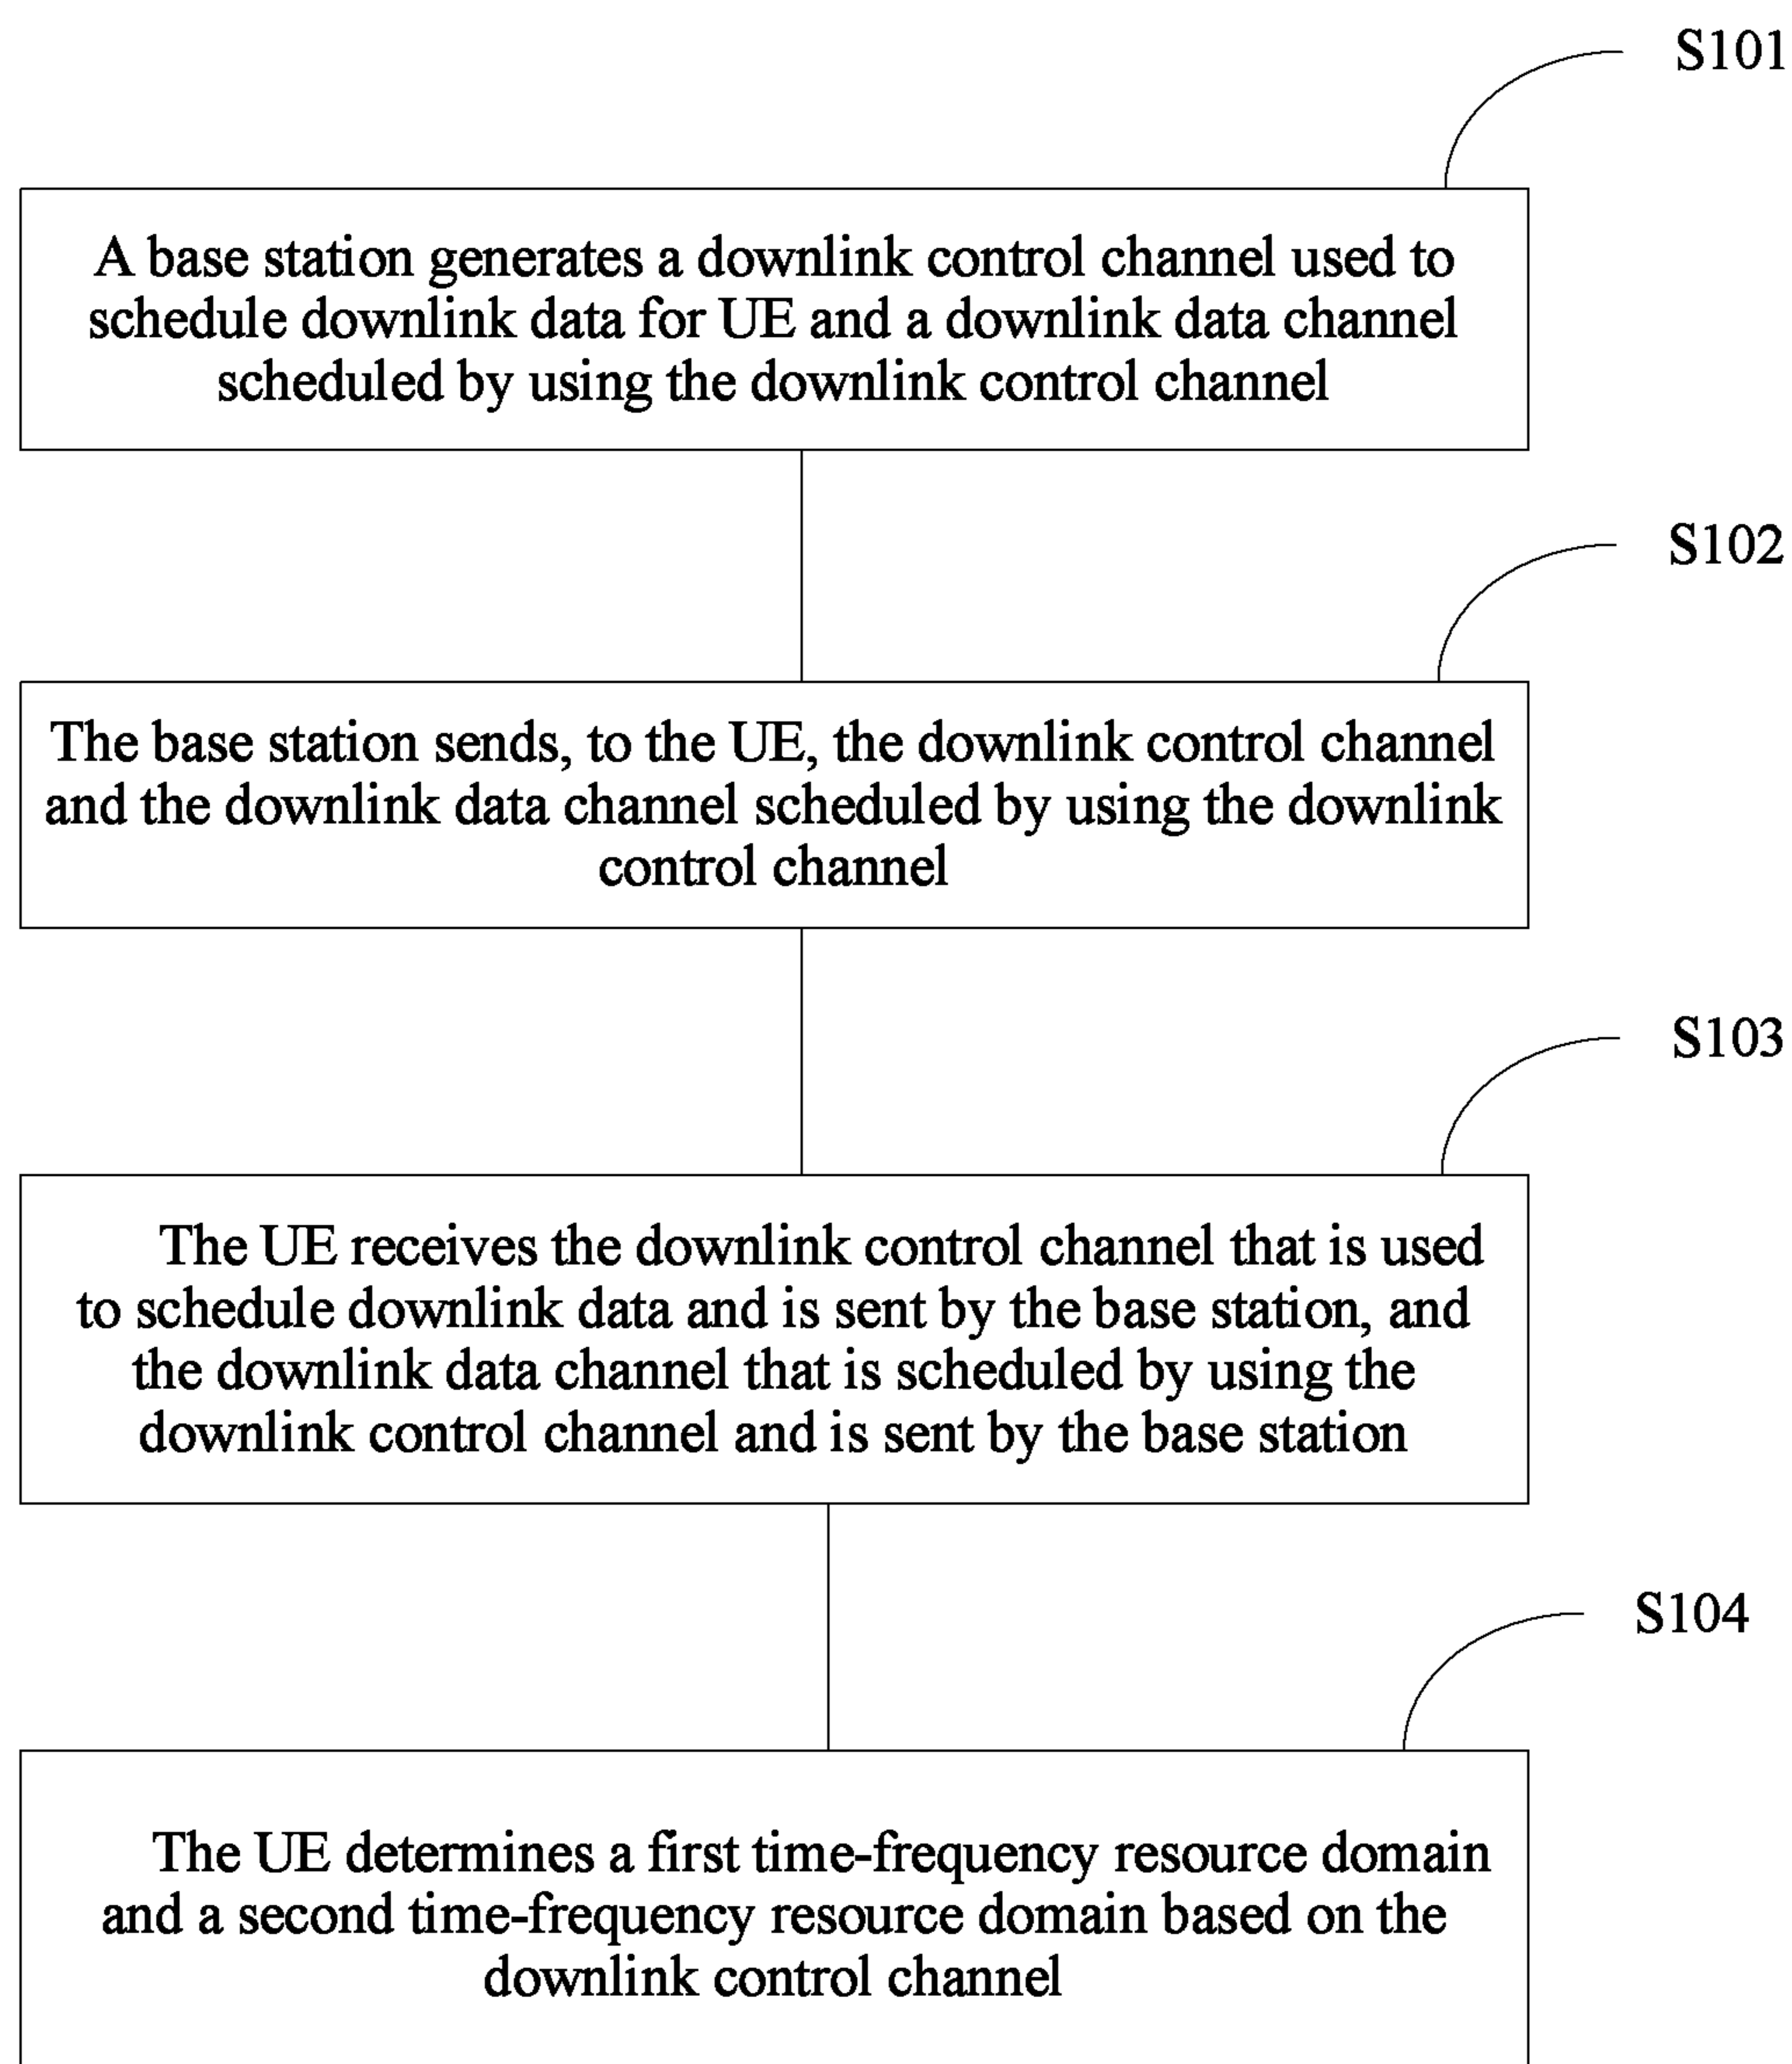 S101
A base station generates a downlink control channel used to
schedule downlink data for UE and a downlink data channel
scheduled by using the downlink control channel
S102
The base station sends, to the UE, the downlink control channel
and the downlink data channel scheduled by using the downlink
control channel
S103
The UE receives the downlink control channel that is used
to schedule downlink data and is sent by the base station, and
the downlink data channel that is scheduled by using the
downlink control channel and is sent by the base station
S104
The UE determines a first time-frequency resource domain
and a second time-frequency resource domain based on the
downlink control channel